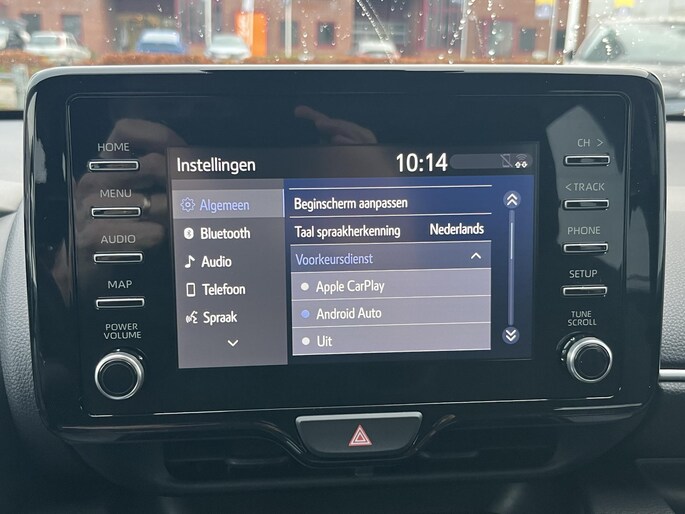 HOME
MENU
AUDIO
MAP
POWER
VOLUME
Instellingen
10:14
Algemeen
Bluetooth
Audio
Telefoon
Spraak
Beginscherm aanpassen
Taal spraakherkenning Nederlands
Voorkeursdienst
Apple CarPlay
Android Auto
Uit
CH >
< TRACK
PHONE
SETUP
TUNE
SCROLL